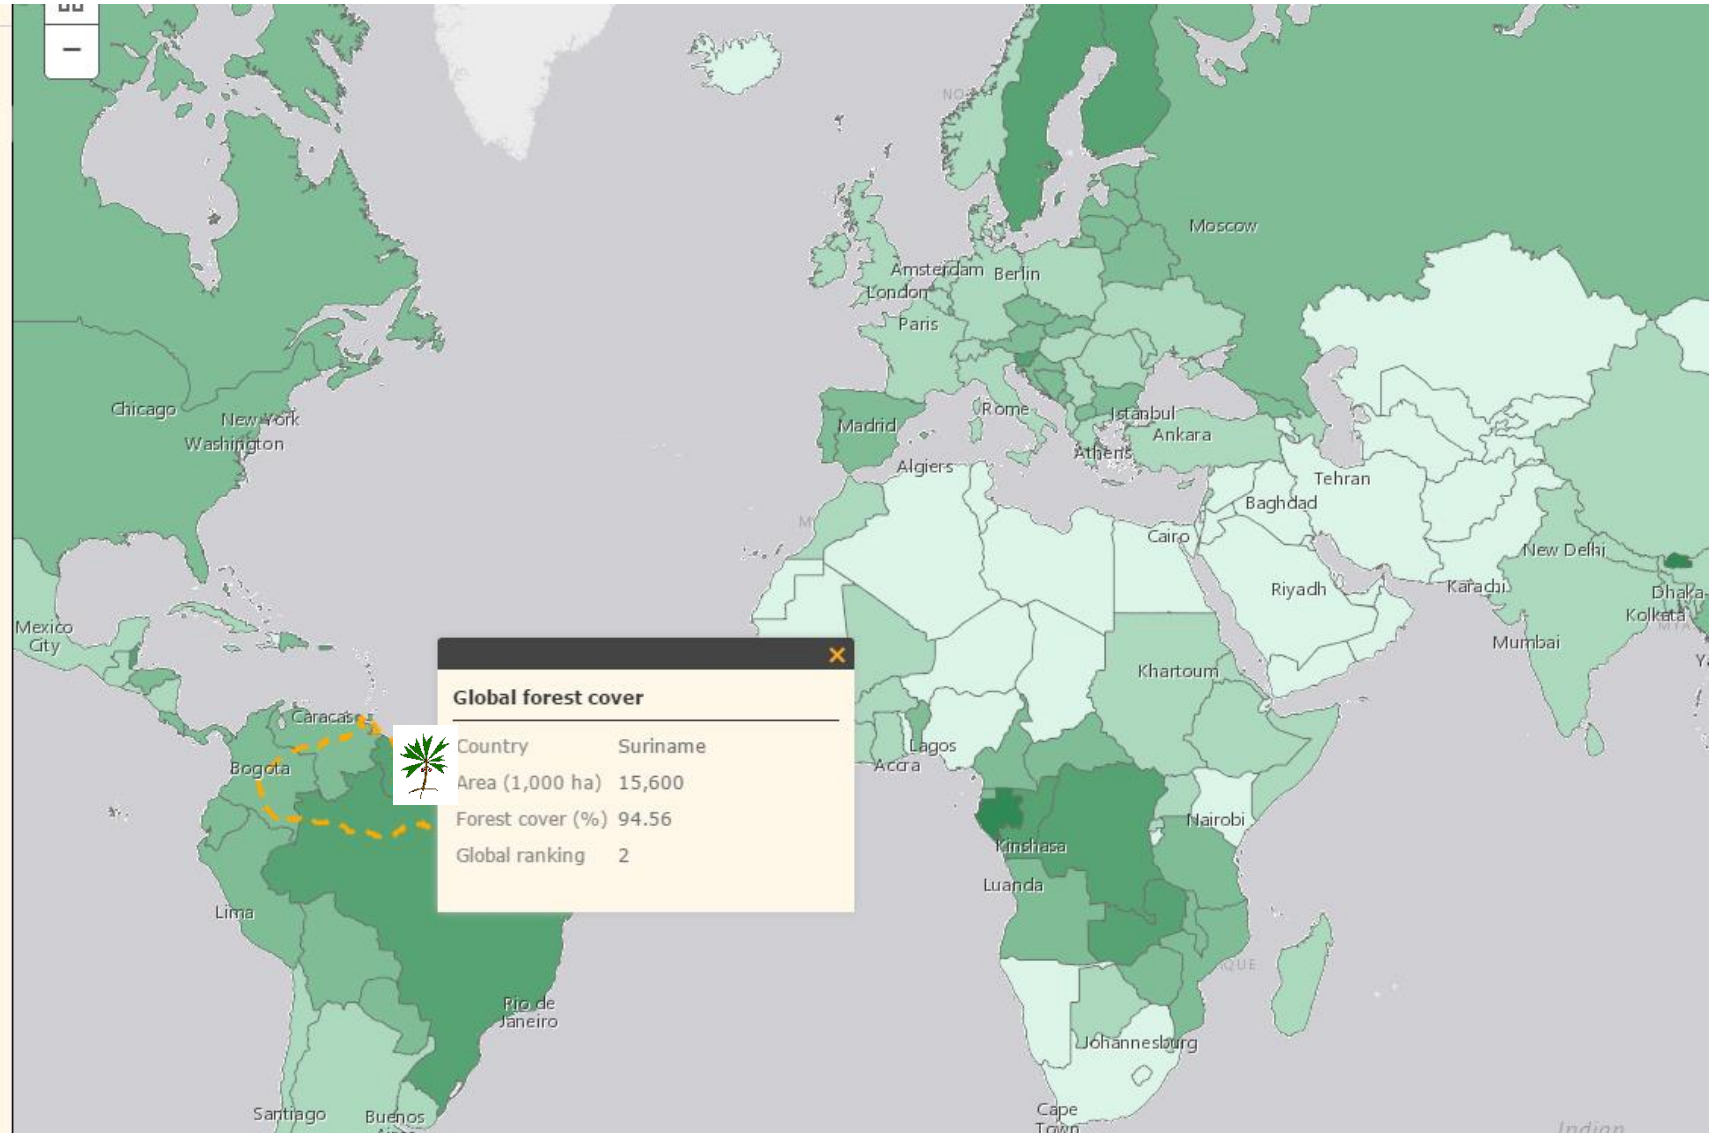 NO
Moscow
Amsterdam
Berlin
London
Paris
Chicago
New York
Washington
Madrid
Rome
Istanbul
Ankara
Athens
Algiers
Tehran
Baghdad
M
Cairo
New Delhi
Riyadh
Karachi
Dhaka
Kolkata
Mexico
City
Mumbai
Khartoum
Caracas
Bogota
×
Global forest cover
Country Suriname
Area (1,000 ha) 15,600
Forest cover (%) 94.56
Global ranking 2
Lagos
Accra
Nairobi
Kinshasa
Luanda
Lima
QUE
Rio de
Janeiro
Johannesburg
Santiago
Buenos
Cape
Town
Indian